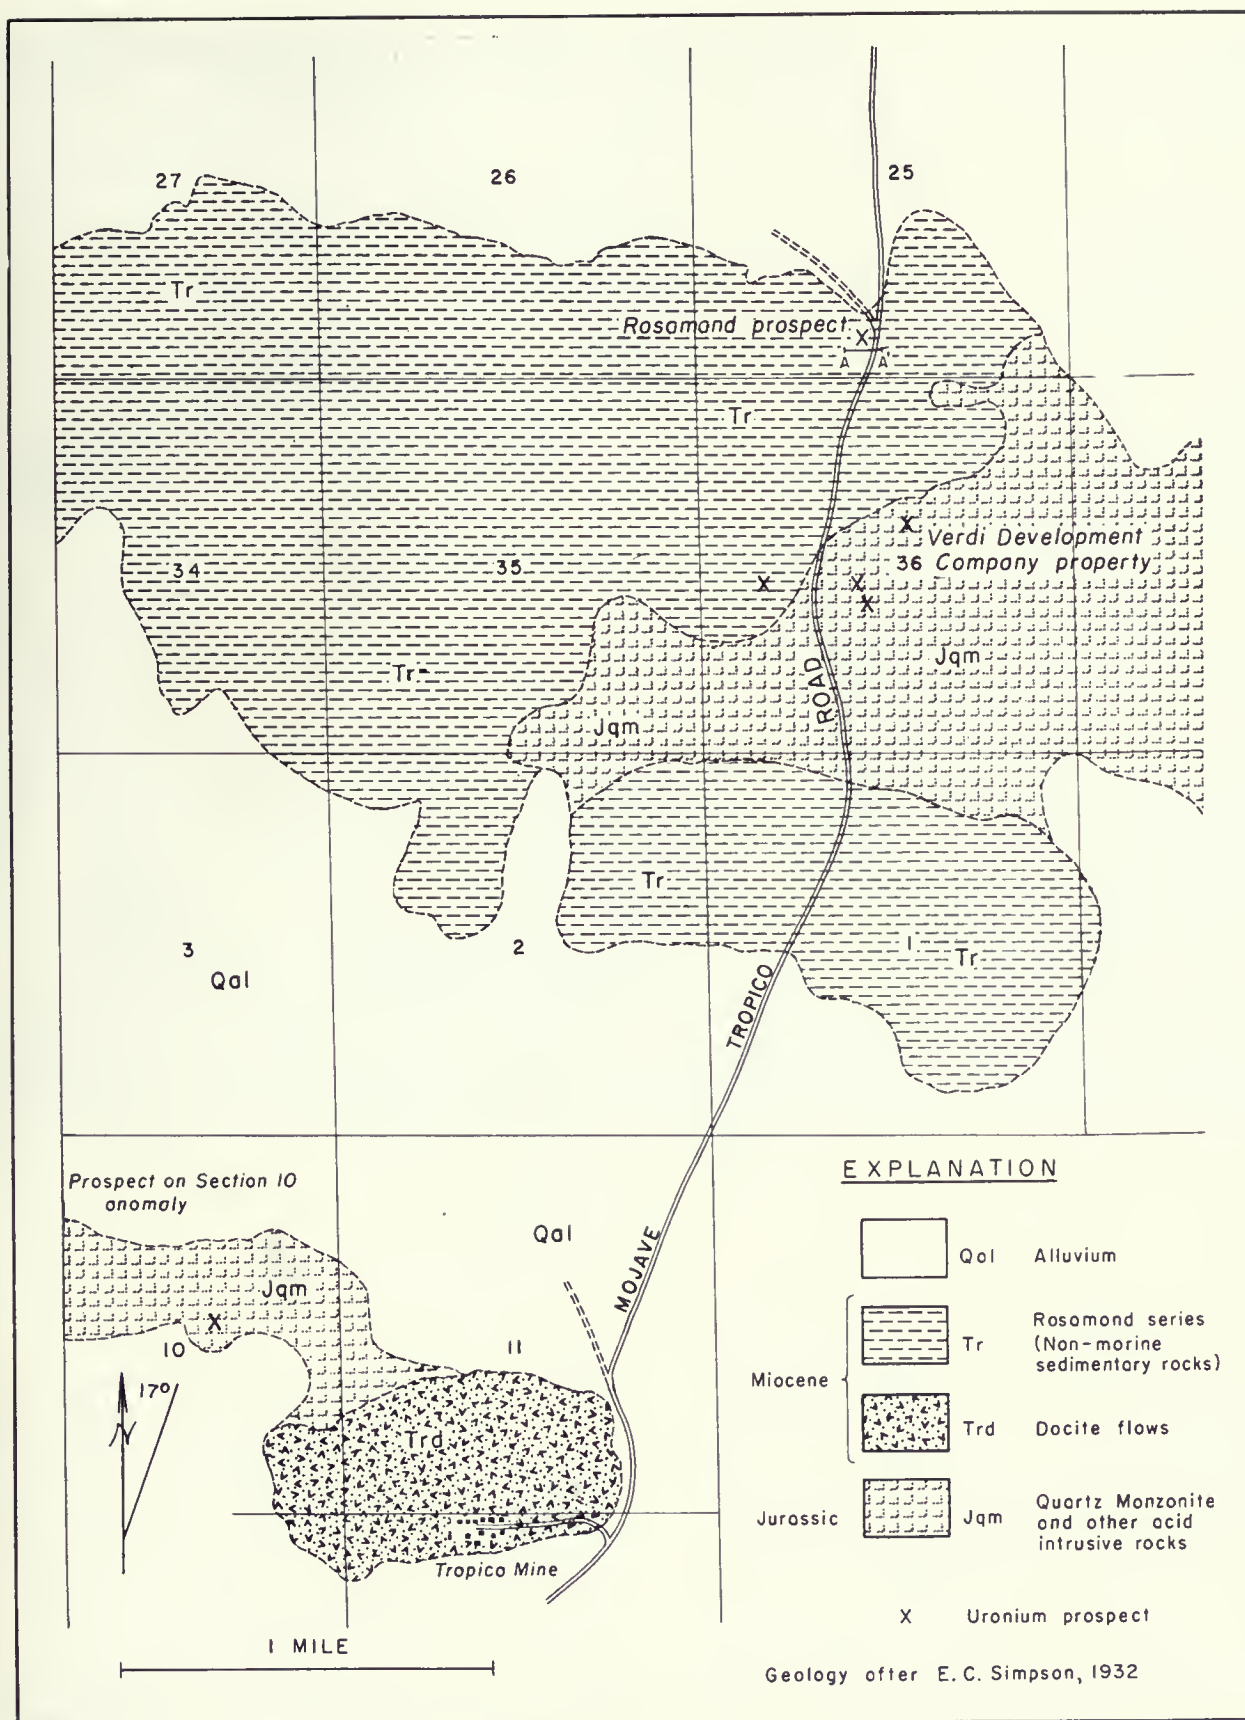 27
26
25
Tr
Rosamond prospect
X
A A
Tr
X
Verdi Development
36 Company property
34
35
X
X
X
Jqm
Tr
ROAD
Jqm
Tr
3
2
1
Tr
Qal
TROPICO
Prospect on Section 10
anomaly
EXPLANATION
Qal
MOJAVE
Qal Alluvium
Jqm
X
10
11
Tr
Rosamond series
(Non-marine
sedimentary rocks)
Miocene
17°
N
Trd
Trd Dacite flows
Jurassic
Jqm
Quartz Monzonite
and other acid
intrusive rocks
Tropico Mine
X Uranium prospect
1 MILE
Geology after E. C. Simpson, 1932